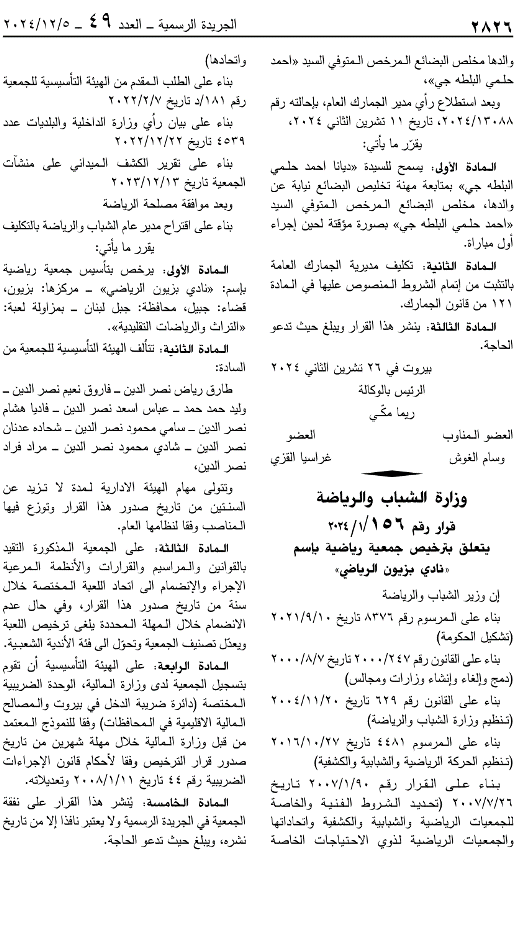 ٢٨٢٦
الجريدة الرسمية ــ العدد ٤٩ ــ ٢٠٢٤/١٢/٥
والدها مخلص البضائع المرخص المتوفي السيد «احمد
حلمي البلطه جي»،
وبعد استطلاع رأي مدير الجمارك العام، بإحالته رقم
٢٠٢٤/١٣٠٨٨، تاريخ ١١ تشرين الثاني ٢٠٢٤،
يقرّر ما يأتي:
المادة الأولى: يسمح للسيدة «ديانا احمد حلمي
البلطه جي» بمتابعة مهنة تخليص البضائع نيابة عن
والدها، مخلص البضائع المرخص المتوفي السيد
«احمد حلمي البلطه جي» بصورة مؤقتة لحين إجراء
أول مباراة.
المادة الثانية: تكليف مديرية الجمارك العامة
بالتثبت من إتمام الشروط المنصوص عليها في المادة
١٢١ من قانون الجمارك.
المادة الثالثة: ينشر هذا القرار ويبلغ حيث تدعو
الحاجة.
بيروت في ٢٦ تشرين الثاني ٢٠٢٤
الرئيس بالوكالة
ريما مكّي
العضو المناوب العضو
وسام الغوش غراسيا القزي
وزارة الشباب والرياضة
قرار رقم ٢٠٢٤/١/١٥٦
يتعلق بترخيص جمعية رياضية بإسم
«نادي بزيون الرياضي»
إن وزير الشباب والرياضة
بناء على المرسوم رقم ٨٣٧٦ تاريخ ٢٠٢١/٩/١٠
(تشكيل الحكومة)
بناء على القانون رقم ٢٠٠٠/٢٤٧ تاريخ ٢٠٠٠/٨/٧
(دمج وإلغاء وإنشاء وزارات ومجالس)
بناء على القانون رقم ٦٢٩ تاريخ ٢٠٠٤/١١/٢٠
(تنظيم وزارة الشباب والرياضة)
بناء على المرسوم ٤٤٨١ تاريخ ٢٠١٦/١٠/٢٧
(تنظيم الحركة الرياضية والشبابية والكشفية)
بناء على القرار رقم ٢٠٠٧/١/٩٠ تاريخ
٢٠٠٧/٧/٢٦ (تحديد الشروط الفنية والخاصة
للجمعيات الرياضية والشبابية والكشفية واتحاداتها
والجمعيات الرياضية لذوي الاحتياجات الخاصة
واتحادها)
بناء على الطلب المقدم من الهيئة التأسيسية للجمعية
رقم ١٨١/د تاريخ ٢٠٢٢/٢/٧
بناء على بيان رأي وزارة الداخلية والبلديات عدد
٤٥٣٩ تاريخ ٢٠٢٢/١٢/٢٢
بناء على تقرير الكشف الميداني على منشآت
الجمعية تاريخ ٢٠٢٣/١٢/١٣
وبعد موافقة مصلحة الرياضة
بناء على اقتراح مدير عام الشباب والرياضة بالتكليف
يقرر ما يأتي:
المادة الأولى: يرخص بتأسيس جمعية رياضية
بإسم: «نادي بزيون الرياضي» ــ مركزها: بزيون،
قضاء: جبيل، محافظة: جبل لبنان ــ بمزاولة لعبة:
«التراث والرياضات التقليدية».
المادة الثانية: تتألف الهيئة التأسيسية للجمعية من
السادة:
طارق رياض نصر الدين ــ فاروق نعيم نصر الدين ــ
وليد حمد حمد ــ عباس اسعد نصر الدين ــ فاديا هشام
نصر الدين ــ سامي محمود نصر الدين ــ شحاده عدنان
نصر الدين ــ شادي محمود نصر الدين ــ مراد فراد
نصر الدين،
وتتولى مهام الهيئة الادارية لمدة لا تزيد عن
السنتين من تاريخ صدور هذا القرار وتوزع فيها
المناصب وفقا لنظامها العام.
المادة الثالثة: على الجمعية المذكورة التقيد
بالقوانين والمراسيم والقرارات والأنظمة المرعية
الإجراء والإنضمام الى اتحاد اللعبة المختصة خلال
سنة من تاريخ صدور هذا القرار، وفي حال عدم
الانضمام خلال المهلة المحددة يلغى ترخيص اللعبة
ويعدّل تصنيف الجمعية وتحوّل الى فئة الأندية الشعبية.
المادة الرابعة: على الهيئة التأسيسية أن تقوم
بتسجيل الجمعية لدى وزارة المالية، الوحدة الضريبية
المختصة (دائرة ضريبة الدخل في بيروت والمصالح
المالية الاقليمية في المحافظات) وفقا للنموذج المعتمد
من قبل وزارة المالية خلال مهلة شهرين من تاريخ
صدور قرار الترخيص وفقا لأحكام قانون الإجراءات
الضريبية رقم ٤٤ تاريخ ٢٠٠٨/١/١١ وتعديلاته.
المادة الخامسة: يُنشر هذا القرار على نفقة
الجمعية في الجريدة الرسمية ولا يعتبر نافذا إلا من تاريخ
نشره، ويبلغ حيث تدعو الحاجة.